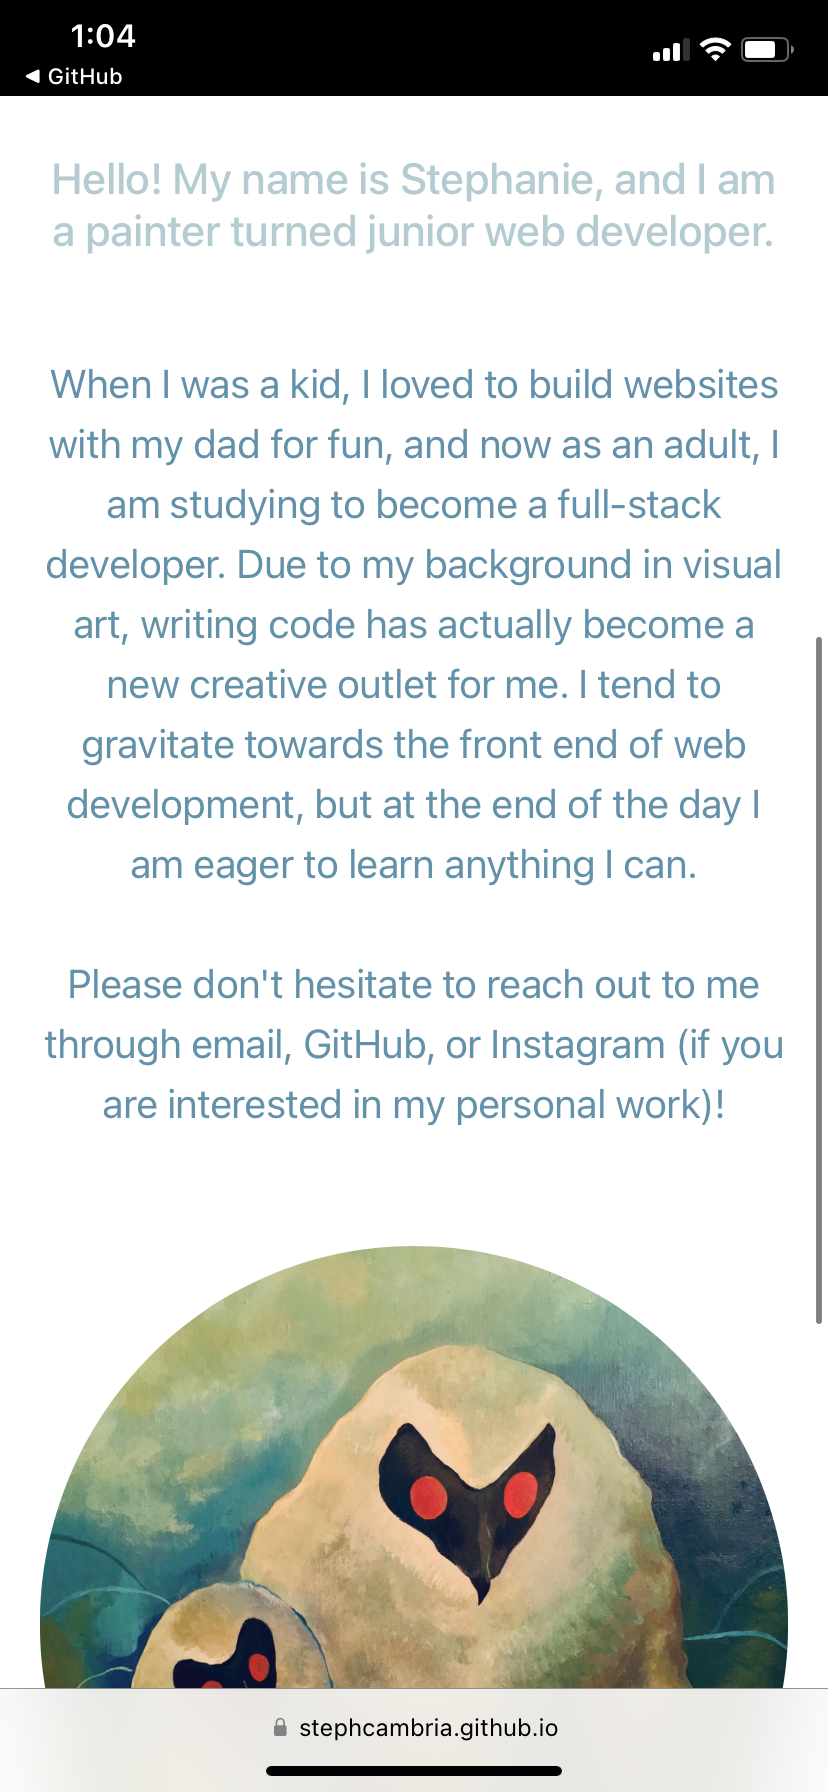 1:04
◀ GitHub
Hello! My name is Stephanie, and I am
a painter turned junior web developer.
When I was a kid, I loved to build websites
with my dad for fun, and now as an adult, I
am studying to become a full-stack
developer. Due to my background in visual
art, writing code has actually become a
new creative outlet for me. I tend to
gravitate towards the front end of web
development, but at the end of the day I
am eager to learn anything I can.
Please don't hesitate to reach out to me
through email, GitHub, or Instagram (if you
are interested in my personal work)!
stephcambria.github.io